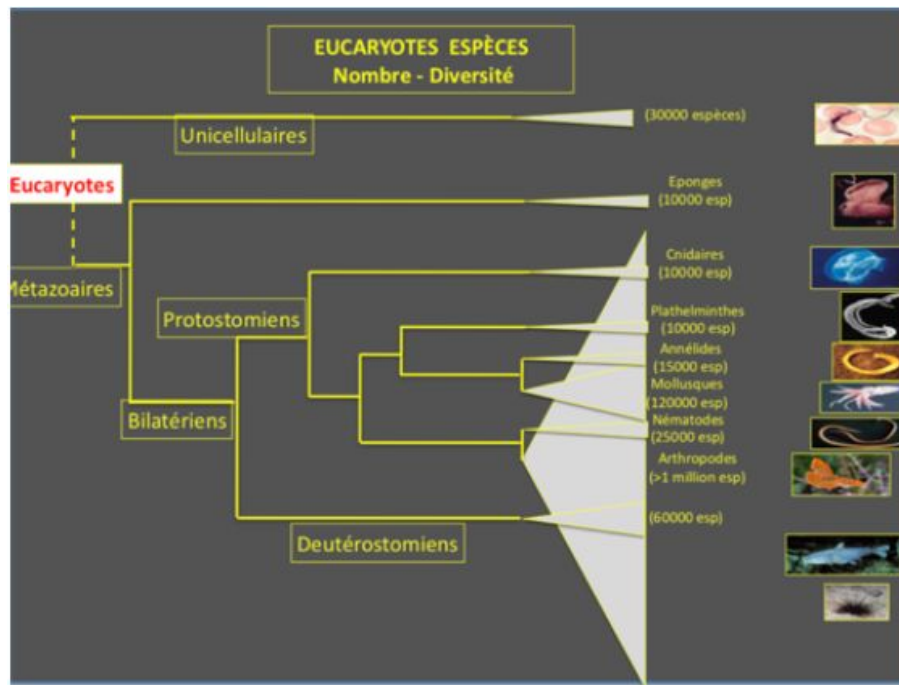 EUCARYOTES ESPÈCES
Nombre - Diversité
(30000 espèces)
Unicellulaires
Eucaryotes
Eponges
(10000 esp)
Cnidaires
(10000 esp)
Métazoaires
Protostomiens
Plathelminthes
(10000 esp)
Annélides
(15000 esp)
Mollusques
(120000 esp)
Bilatériens
Nématodes
(25000 esp)
Arthropodes
(>1 million esp)
(60000 esp)
Deutérostomiens